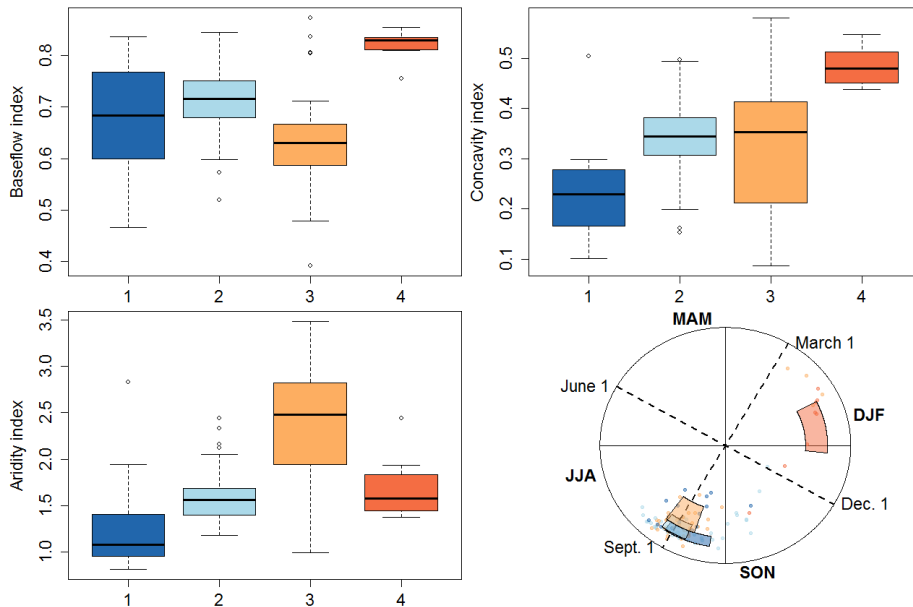 Baseflow index
0.4 0.5 0.6 0.7 0.8
1 2 3 4
Concavity index
0.1 0.2 0.3 0.4 0.5
1 2 3 4
Aridity index
1.0 1.5 2.0 2.5 3.0 3.5
1 2 3 4
MAM
March 1
June 1
DJF
JJA
Dec. 1
Sept. 1
SON